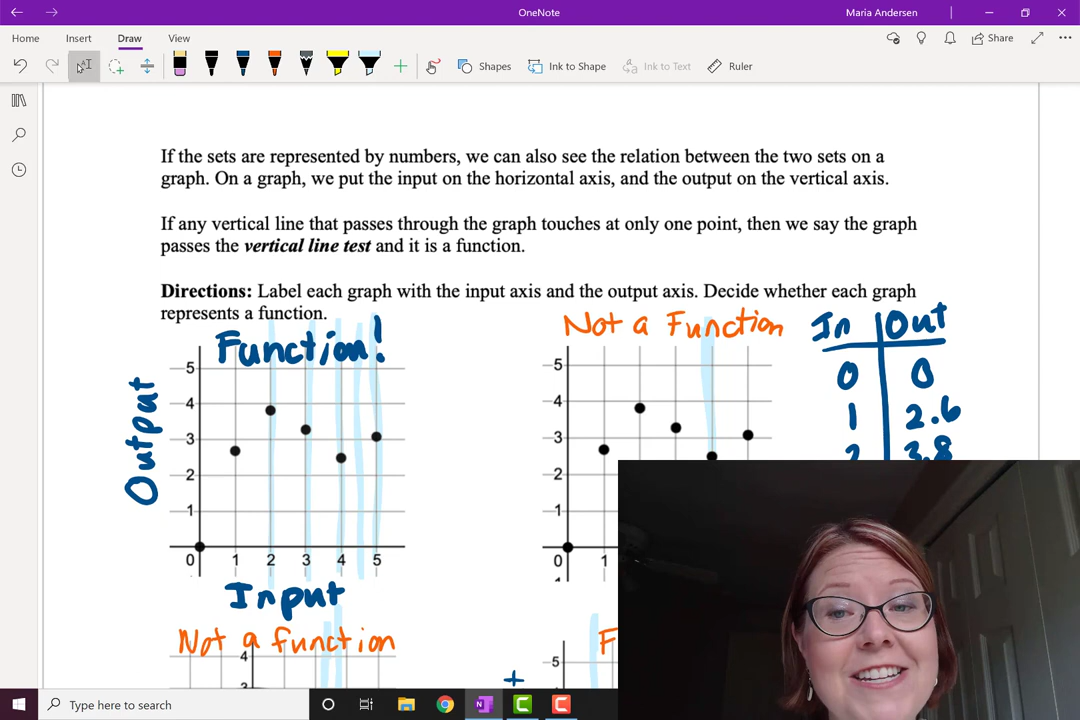 OneNote
Maria Andersen
Home Insert Draw View
Share
Shapes
Ink to Shape
Ink to Text
Ruler
If the sets are represented by numbers, we can also see the relation between the two sets on a
graph. On a graph, we put the input on the horizontal axis, and the output on the vertical axis.
If any vertical line that passes through the graph touches at only one point, then we say the graph
passes the vertical line test and it is a function.
Directions: Label each graph with the input axis and the output axis. Decide whether each graph
represents a function.
Function!
Output
5
4
3
2
1
0 1 2 3 4 5
Input
Not a Function
5
4
3
2
1
0 1
In Out
0 0
1 2.6
2 3.8
Not a function
4
3
F
5
+
Type here to search